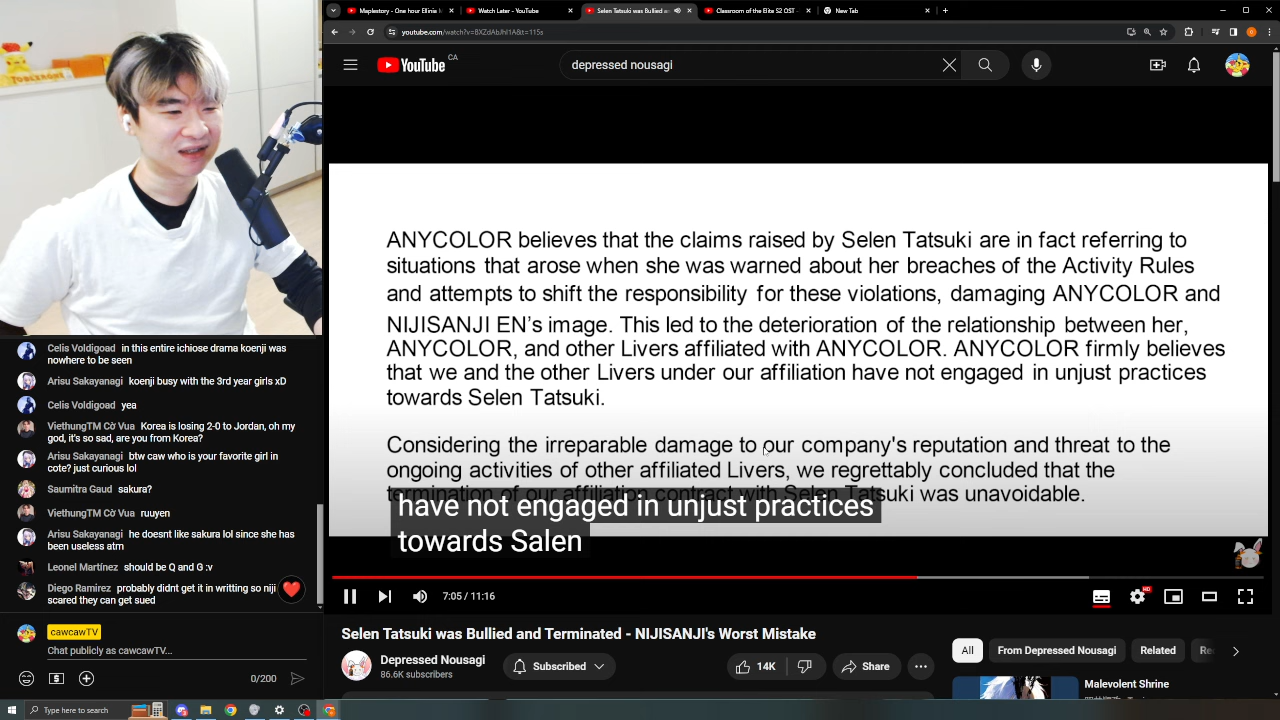 Maplestory - One hour Ellinia
Watch Later - YouTube
Selen Tatsuki was Bullied an
Classroom of the Elite S2 OST -
New Tab
youtube.com/watch?v=8XZdAbJhI1A&t=115s
YouTube CA
depressed nousagi
ANYCOLOR believes that the claims raised by Selen Tatsuki are in fact referring to
situations that arose when she was warned about her breaches of the Activity Rules
and attempts to shift the responsibility for these violations, damaging ANYCOLOR and
NIJISANJI EN’s image. This led to the deterioration of the relationship between her,
ANYCOLOR, and other Livers affiliated with ANYCOLOR. ANYCOLOR firmly believes
that we and the other Livers under our affiliation have not engaged in unjust practices
towards Selen Tatsuki.
Considering the irreparable damage to our company's reputation and threat to the
ongoing activities of other affiliated Livers, we regrettably concluded that the
termination of our affiliation contract with Selen Tatsuki was unavoidable.
have not engaged in unjust practices
towards Salen
7:05 / 11:16
HD
Selen Tatsuki was Bullied and Terminated - NIJISANJI's Worst Mistake
Depressed Nousagi
86.6K subscribers
Subscribed
14K
Share
All
From Depressed Nousagi
Related
Malevolent Shrine
Celis Voldigoad in this entire ichiose drama koenji was
nowhere to be seen
Arisu Sakayanagi koenji busy with the 3rd year girls xD
Celis Voldigoad yea
ViethungTM Cờ Vua Korea is losing 2-0 to Jordan, oh my
god, it's so sad, are you from Korea?
Arisu Sakayanagi btw caw who is your favorite girl in
cote? just curious lol
Saumitra Gaud sakura?
ViethungTM Cờ Vua ruuyen
Arisu Sakayanagi he doesnt like sakura lol since she has
been useless atm
Leonel Martínez should be Q and G :v
Diego Ramirez probably didnt get it in writting so niji
scared they can get sued
cawcawTV
Chat publicly as cawcawTV...
0/200
Type here to search